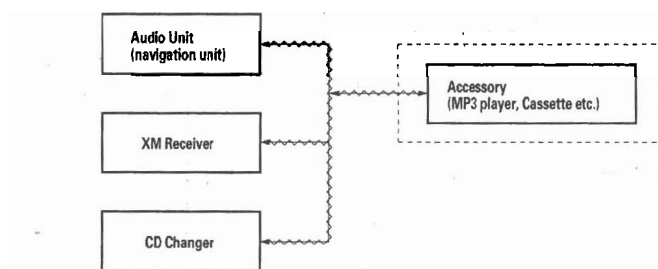 Audio Unit
(navigation unit)
Accessory
(MP3 player, Cassette etc.)
XM Receiver
CD Changer